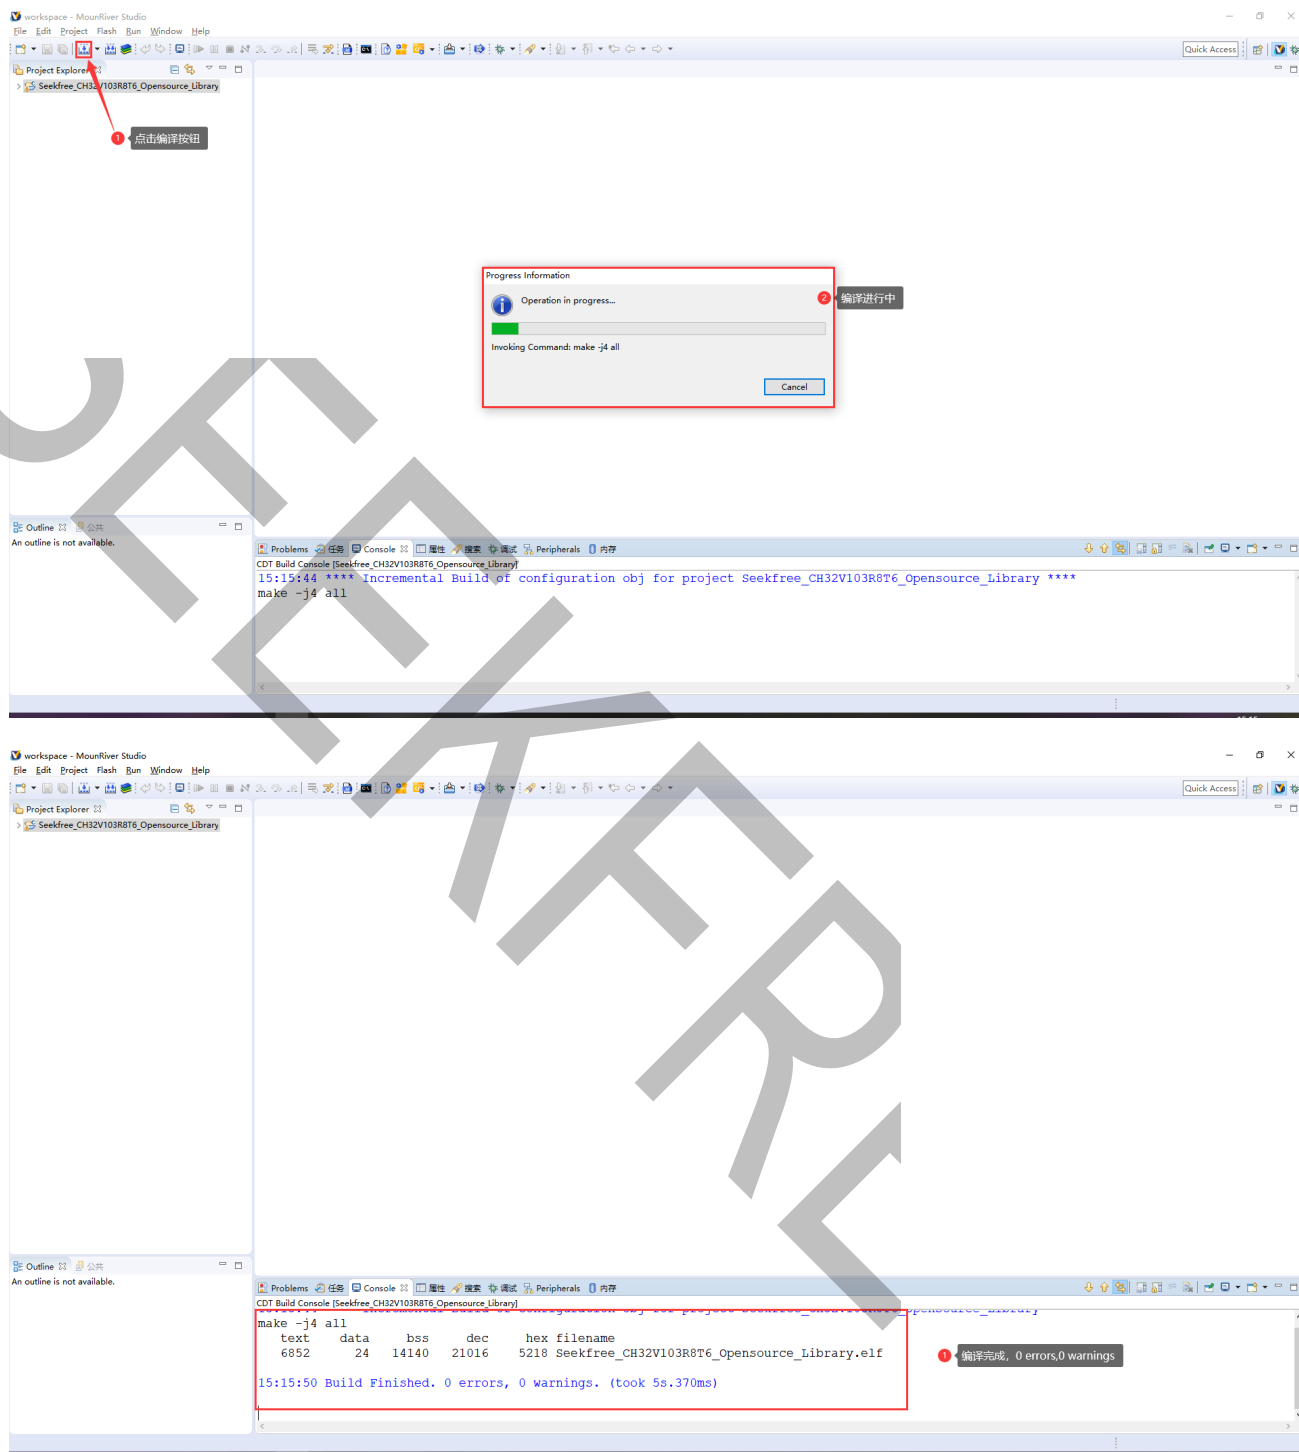 workspace - MounRiver Studio
File Edit Project Flash Run Window Help
Quick Access
Project Explorer
Seekfree_CH32V103R8T6_Opensource_Library
1 点击编译按钮
Progress Information
Operation in progress...
2 编译进行中
Invoking Command: make -j4 all
Cancel
Outline 公共
An outline is not available.
Problems 任务 Console 属性 搜索 调试 Peripherals 内存
CDT Build Console [Seekfree_CH32V103R8T6_Opensource_Library]
15:15:44 **** Incremental Build of configuration obj for project Seekfree_CH32V103R8T6_Opensource_Library ****
make -j4 all
workspace - MounRiver Studio
File Edit Project Flash Run Window Help
Quick Access
Project Explorer
Seekfree_CH32V103R8T6_Opensource_Library
Outline 公共
An outline is not available.
Problems 任务 Console 属性 搜索 调试 Peripherals 内存
CDT Build Console [Seekfree_CH32V103R8T6_Opensource_Library]
make -j4 all
text data bss dec hex filename
6852 24 14140 21016 5218 Seekfree_CH32V103R8T6_Opensource_Library.elf
1 编译完成，0 errors,0 warnings
15:15:50 Build Finished. 0 errors, 0 warnings. (took 5s.370ms)
SEEKFREE